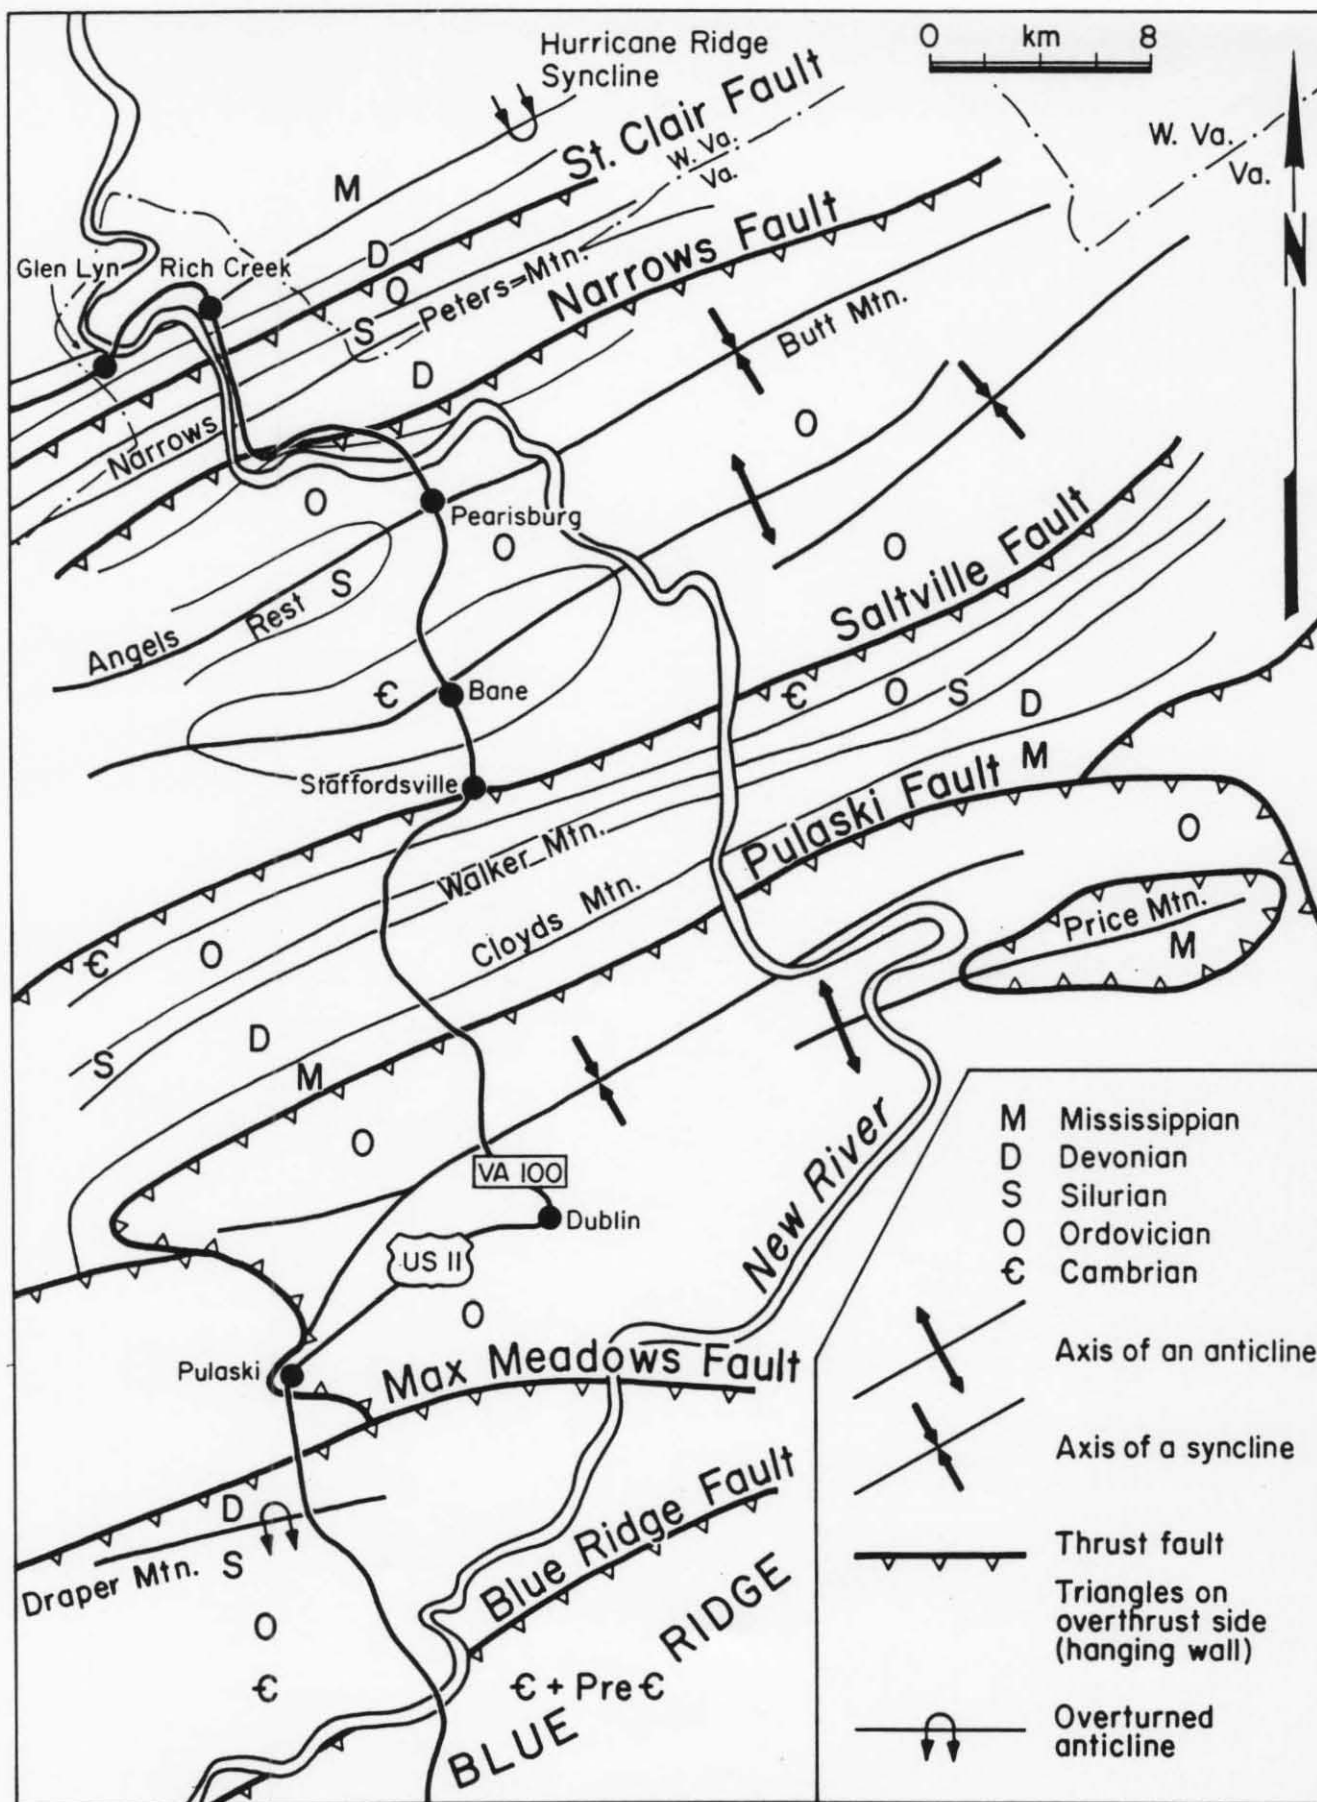 0 km 8
Hurricane Ridge
Syncline
St. Clair Fault
W. Va.
Va.
W. Va.
Va.
N
M
D
O
S
Peters Mtn.
Narrows Fault
Glen Lyn
Rich Creek
Narrows
D
Butt Mtn.
O
O
Pearisburg
O
O
Saltville Fault
Angels Rest
S
Є
Bane
Є
O
S
D
M
Staffordsville
Pulaski Fault
O
Walker Mtn.
Cloyds Mtn.
Price Mtn.
M
Є
O
S
D
M
O
VA 100
Dublin
US 11
New River
O
Pulaski
Max Meadows Fault
D
Draper Mtn.
S
O
Є
Blue Ridge Fault
Є + Pre Є
BLUE RIDGE
M Mississippian
D Devonian
S Silurian
O Ordovician
Є Cambrian
Axis of an anticline
Axis of a syncline
Thrust fault
Triangles on
overthrust side
(hanging wall)
Overturned
anticline